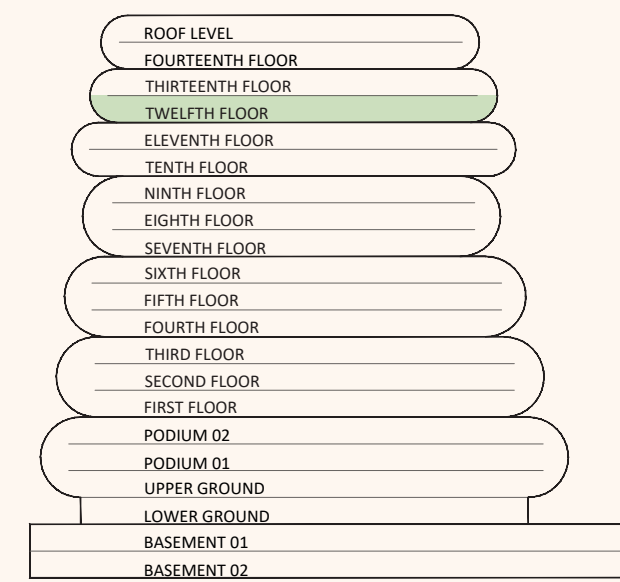 ROOF LEVEL
FOURTEENTH FLOOR
THIRTEENTH FLOOR
TWELFTH FLOOR
ELEVENTH FLOOR
TENTH FLOOR
NINTH FLOOR
EIGHTH FLOOR
SEVENTH FLOOR
SIXTH FLOOR
FIFTH FLOOR
FOURTH FLOOR
THIRD FLOOR
SECOND FLOOR
FIRST FLOOR
PODIUM 02
PODIUM 01
UPPER GROUND
LOWER GROUND
BASEMENT 01
BASEMENT 02